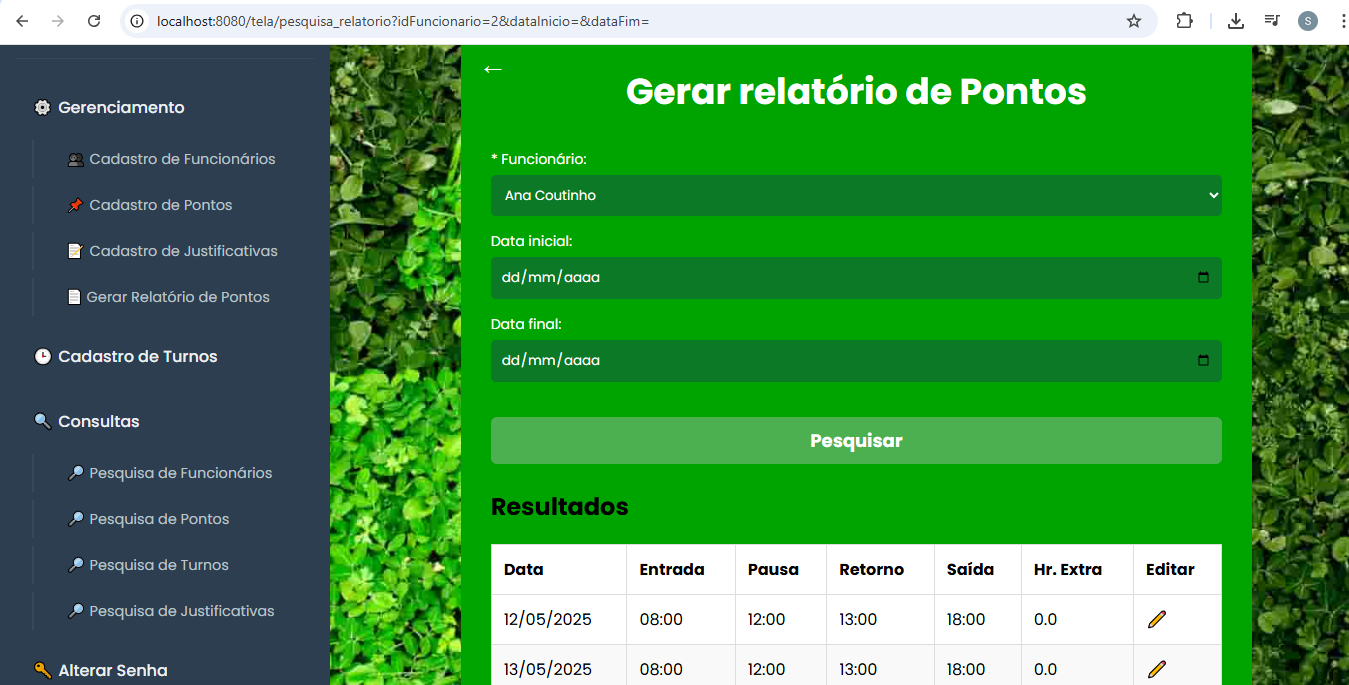 localhost:8080/tela/pesquisa_relatorio?idFuncionario=2&dataInicio=&dataFim=
S
Gerenciamento
Cadastro de Funcionários
Cadastro de Pontos
Cadastro de Justificativas
Gerar Relatório de Pontos
Cadastro de Turnos
Consultas
Pesquisa de Funcionários
Pesquisa de Pontos
Pesquisa de Turnos
Pesquisa de Justificativas
Alterar Senha
←
Gerar relatório de Pontos
* Funcionário:
Ana Coutinho
Data inicial:
dd/mm/aaaa
Data final:
dd/mm/aaaa
Pesquisar
Resultados
Data Entrada Pausa Retorno Saída Hr. Extra Editar
12/05/2025 08:00 12:00 13:00 18:00 0.0
13/05/2025 08:00 12:00 13:00 18:00 0.0